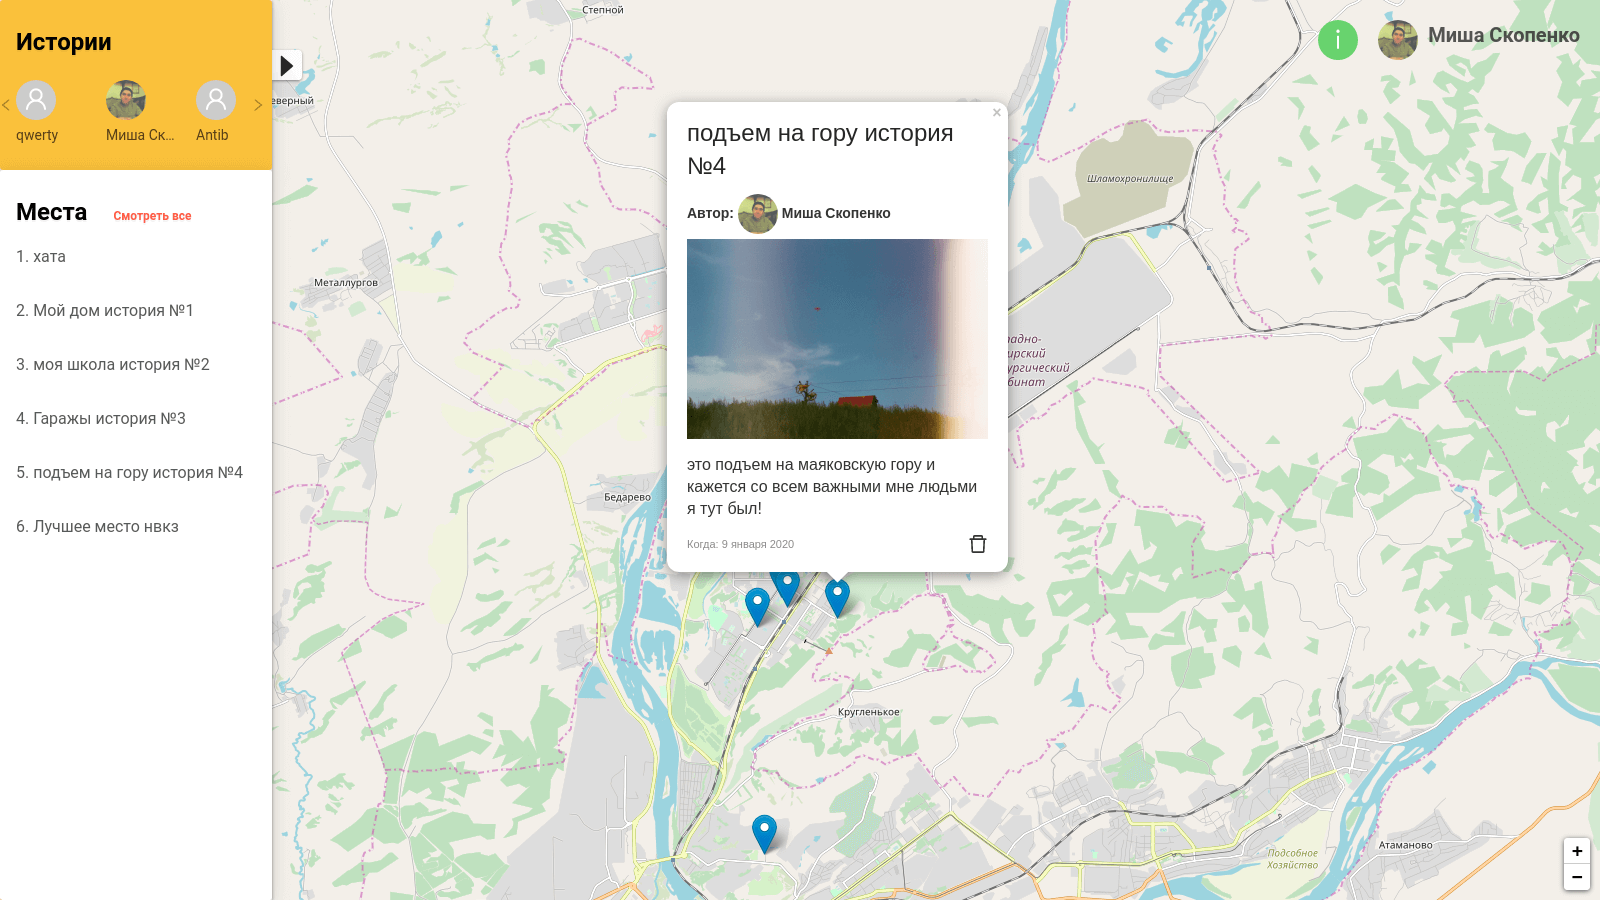 Истории
qwerty
Миша Ск...
Antib
Места
Смотреть все
1. хата
2. Мой дом история №1
3. моя школа история №2
4. Гаражы история №3
5. подъем на гору история №4
6. Лучшее место нвкз
Степной
еверный
i
Миша Скопенко
×
подъем на гору история
№4
Автор:
Миша Скопенко
это подъем на маяковскую гору и
кажется со всем важными мне людьми
я тут был!
Когда: 9 января 2020
Шламохронилище
Металлургов
адно-
ирский
ургический
бинат
Бедарево
Кругленькое
Подсобное
Хозяйство
Атаманово
+
−